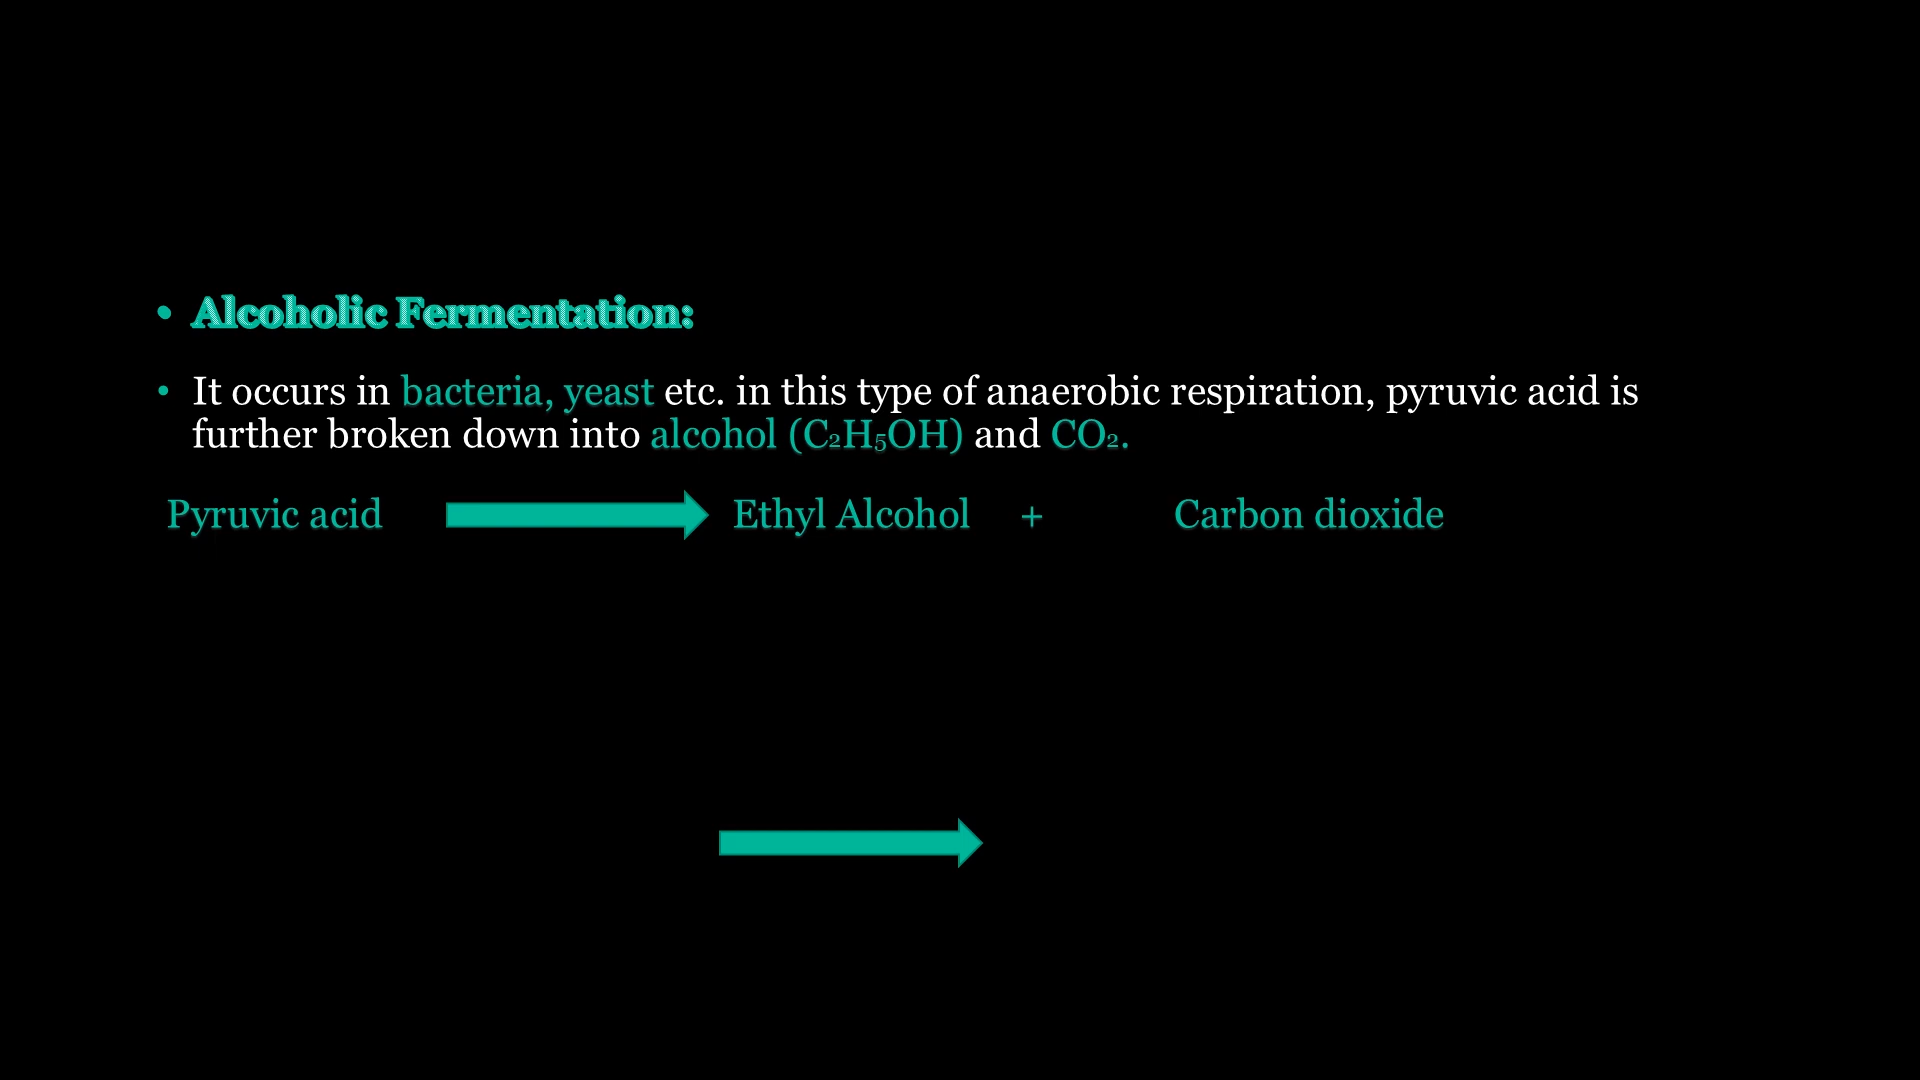 • Alcoholic Fermentation:
• It occurs in bacteria, yeast etc. in this type of anaerobic respiration, pyruvic acid is
further broken down into alcohol (C₂H₅OH) and CO₂.
Pyruvic acid Ethyl Alcohol + Carbon dioxide